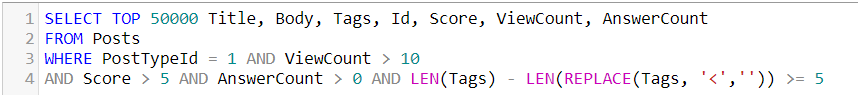 1 SELECT TOP 50000 Title, Body, Tags, Id, Score, ViewCount, AnswerCount
2 FROM Posts
3 WHERE PostTypeId = 1 AND ViewCount > 10
4 AND Score > 5 AND AnswerCount > 0 AND LEN(Tags) - LEN(REPLACE(Tags, '<','')) >= 5